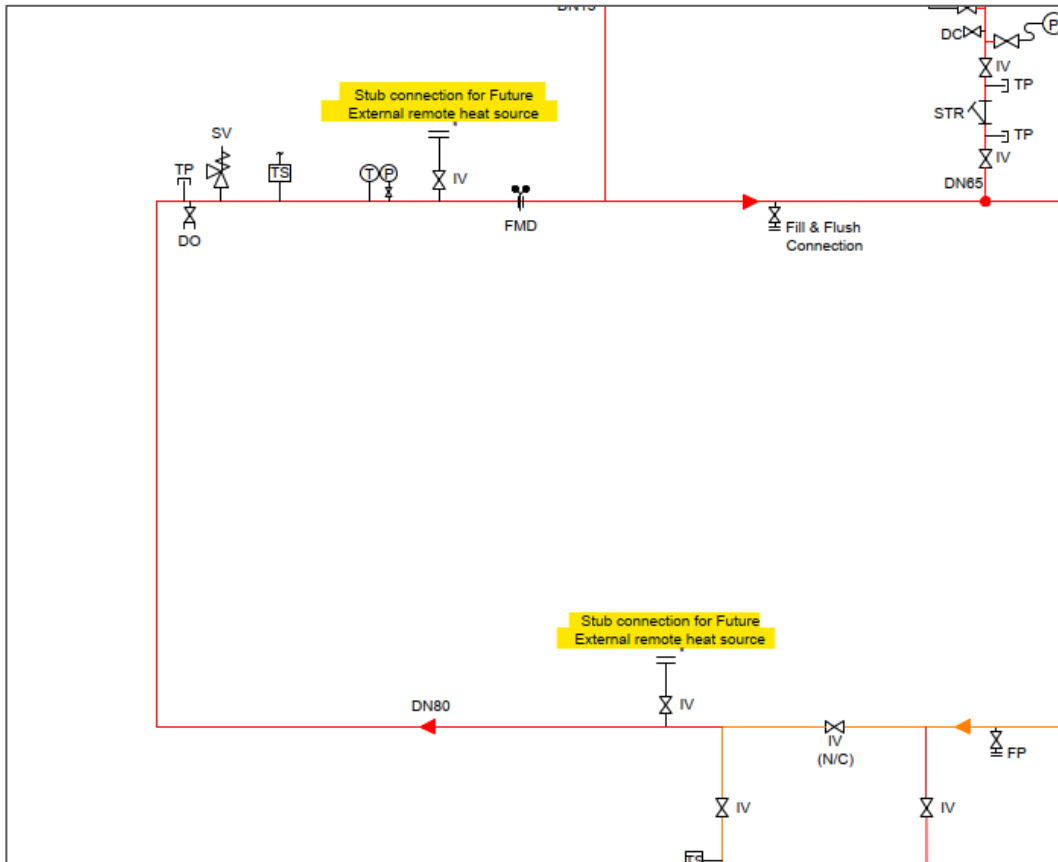 DN15
DC
P
IV
TP
STR
TP
IV
DN65
Stub connection for Future
External remote heat source
SV
TP
TS
T
P
IV
DO
FMD
Fill & Flush
Connection
Stub connection for Future
External remote heat source
IV
DN80
IV
(N/C)
FP
IV
IV
TS